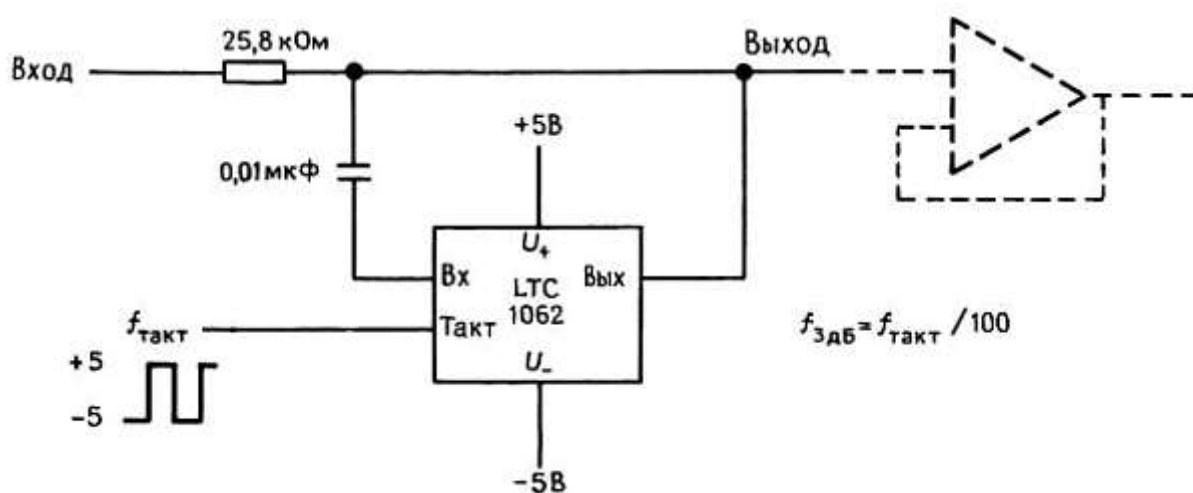 25,8 кОм
Вход
Выход
+5В
0,01мкф
U₊
Вх
LTC
1062
Вых
fтакт
Такт
f3дБ=fтакт /100
+5
-5
U₋
-5В